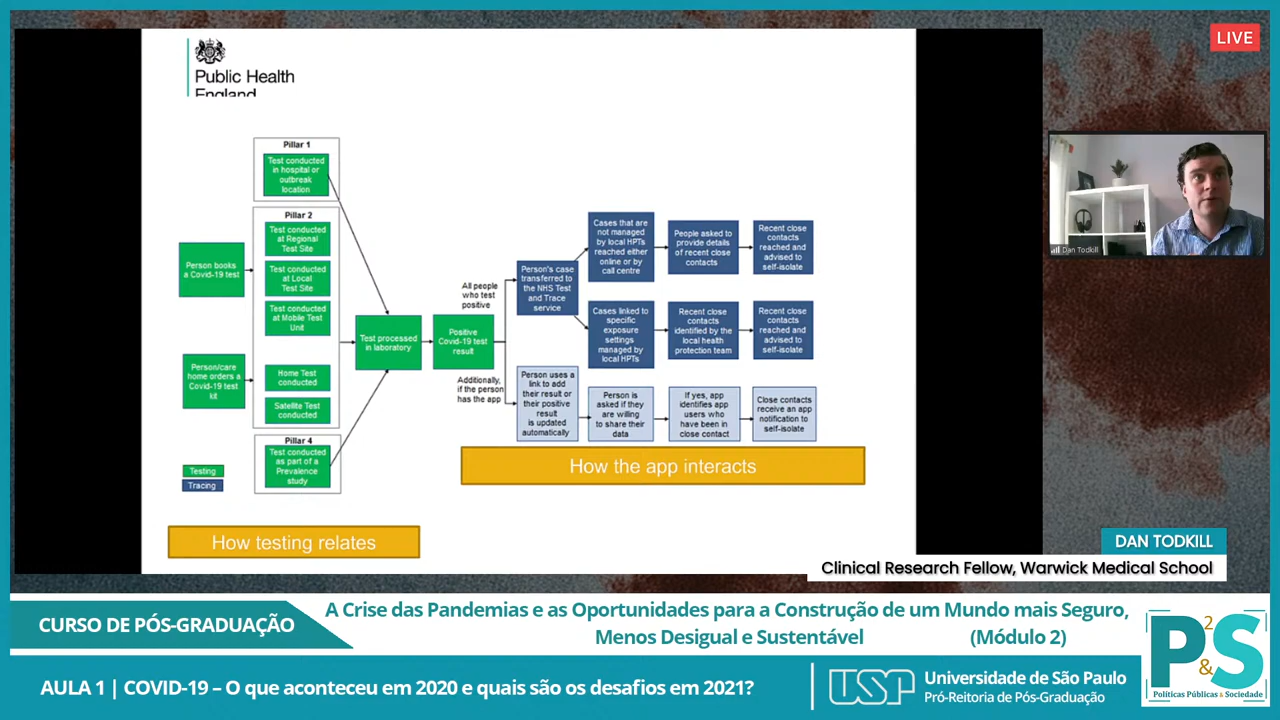 LIVE
Public Health
England
Pillar 1
Test conducted
in hospital or
outbreak
location
Pillar 2
Test conducted
at Regional
Test Site
Person books
a Covid-19 test
Test conducted
at Local
Test Site
Test conducted
at Mobile Test
Unit
Person/care
home orders a
Covid-19 test
kit
Home Test
conducted
Satellite Test
conducted
Pillar 4
Test conducted
as part of a
Prevalence
study
Testing
Tracing
Test processed
in laboratory
Positive
Covid-19 test
result
All people
who test
positive
Additionally,
if the person
has the app
Person's case
transferred to
the NHS Test
and Trace
service
Cases that are
not managed
by local HPTs
reached either
online or by
call centre
People asked to
provide details
of recent close
contacts
Recent close
contacts
reached and
advised to
self-isolate
Cases linked to
specific
exposure
settings
managed by
local HPTs
Recent close
contacts
identified by the
local health
protection team
Recent close
contacts
reached and
advised to
self-isolate
Person uses a
link to add
their result or
their positive
result
is updated
automatically
Person is
asked if they
are willing
to share their
data
If yes, app
identifies app
users who
have been in
close contact
Close contacts
receive an app
notification to
self-isolate
How the app interacts
How testing relates
Dan Todkill
DAN TODKILL
Clinical Research Fellow, Warwick Medical School
CURSO DE PÓS-GRADUAÇÃO
A Crise das Pandemias e as Oportunidades para a Construção de um Mundo mais Seguro,
Menos Desigual e Sustentável (Módulo 2)
AULA 1 | COVID-19 – O que aconteceu em 2020 e quais são os desafios em 2021?
USP
Universidade de São Paulo
Pró-Reitoria de Pós-Graduação
P2&S
Políticas Públicas & Sociedade